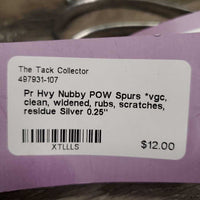 The Tack Collector
497931-107
Pr Hvy Nubby POW Spurs *vgc,
clean, widened, rubs, scratches,
residue Silver 0.25"
XTLLLS
$12.00